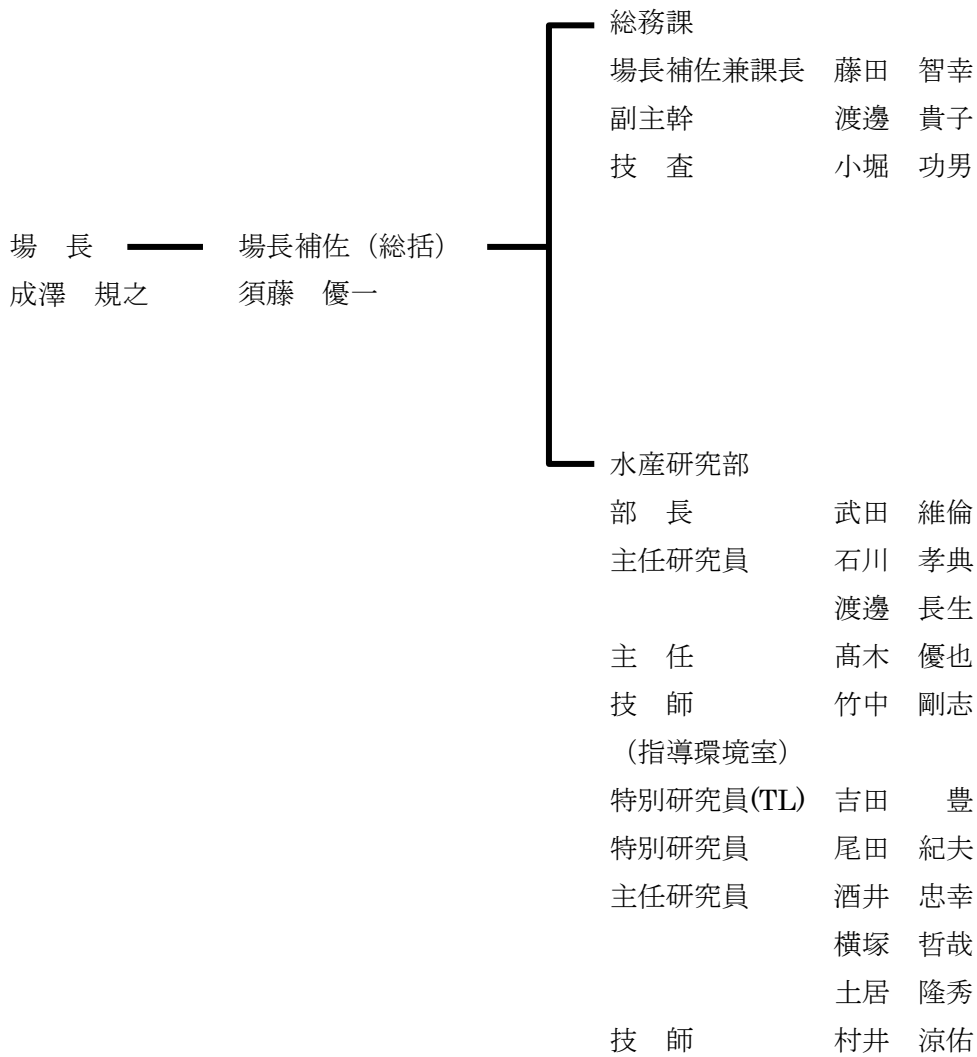 場　長
成澤　規之
場長補佐（総括）
須藤　優一
総務課
場長補佐兼課長　藤田　智幸
副主幹　渡邊　貴子
技　査　小堀　功男
水産研究部
部　長　武田　維倫
主任研究員　石川　孝典
渡邊　長生
主　任　髙木　優也
技　師　竹中　剛志
（指導環境室）
特別研究員(TL)　吉田　豊
特別研究員　尾田　紀夫
主任研究員　酒井　忠幸
横塚　哲哉
土居　隆秀
技　師　村井　涼佑